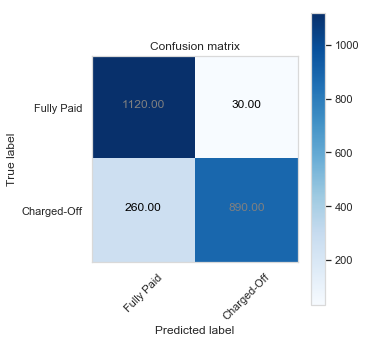 Confusion matrix
True label
Fully Paid
1120.00 30.00
Charged-Off
260.00 890.00
Fully Paid Charged-Off
Predicted label
1000
800
600
400
200